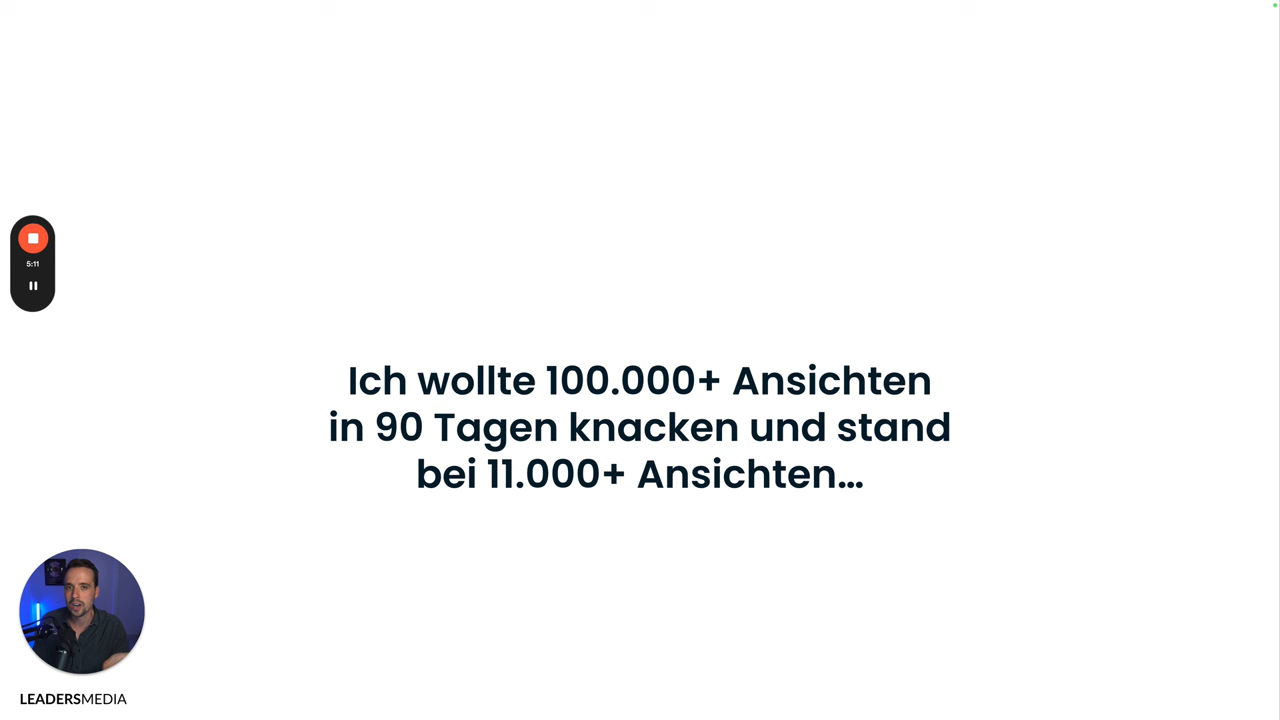 5:11
Ich wollte 100.000+ Ansichten
in 90 Tagen knacken und stand
bei 11.000+ Ansichten…
LEADERSMEDIA